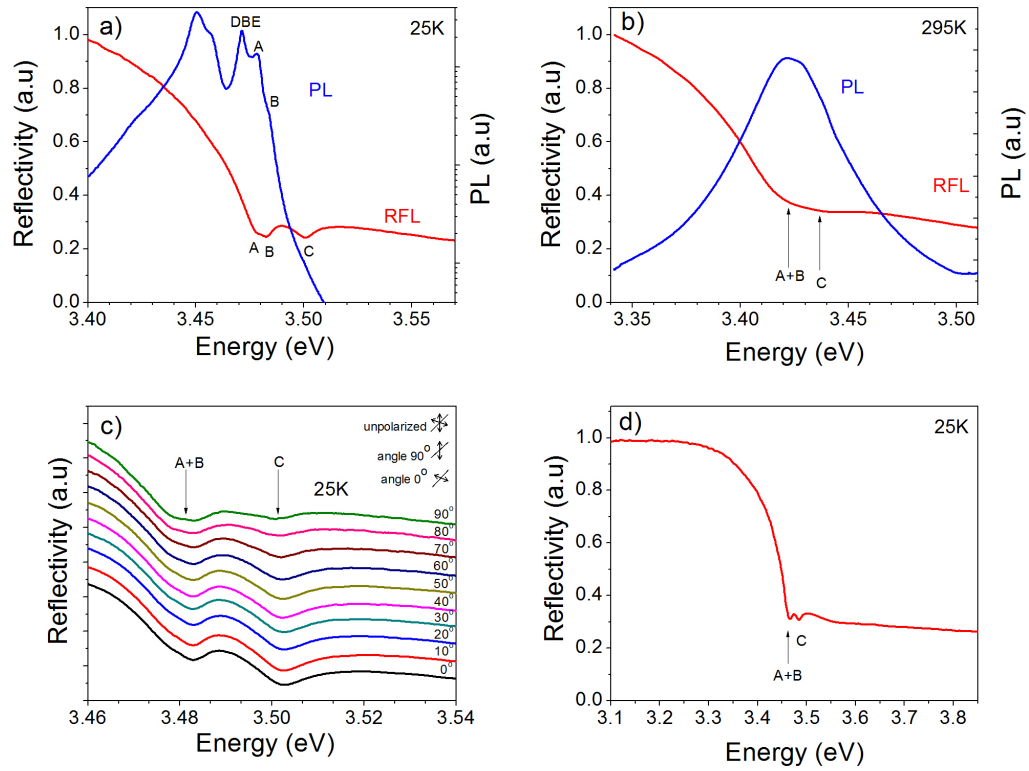 a)
25K
DBE
A
B
PL
RFL
A
B
C
1.0
0.8
0.6
0.4
0.2
0.0
3.40
3.45
3.50
3.55
Reflectivity (a.u)
PL (a.u)
Energy (eV)
b)
295K
PL
RFL
A+B
C
1.0
0.8
0.6
0.4
0.2
0.0
3.35
3.40
3.45
3.50
Reflectivity (a.u)
PL (a.u)
Energy (eV)
c)
unpolarized
angle 90°
angle 0°
A+B
C
25K
90°
80°
70°
60°
50°
40°
30°
20°
10°
0°
3.46
3.48
3.50
3.52
3.54
Reflectivity (a.u)
Energy (eV)
d)
25K
C
A+B
1.0
0.8
0.6
0.4
0.2
0.0
3.1
3.2
3.3
3.4
3.5
3.6
3.7
3.8
Reflectivity (a.u)
Energy (eV)